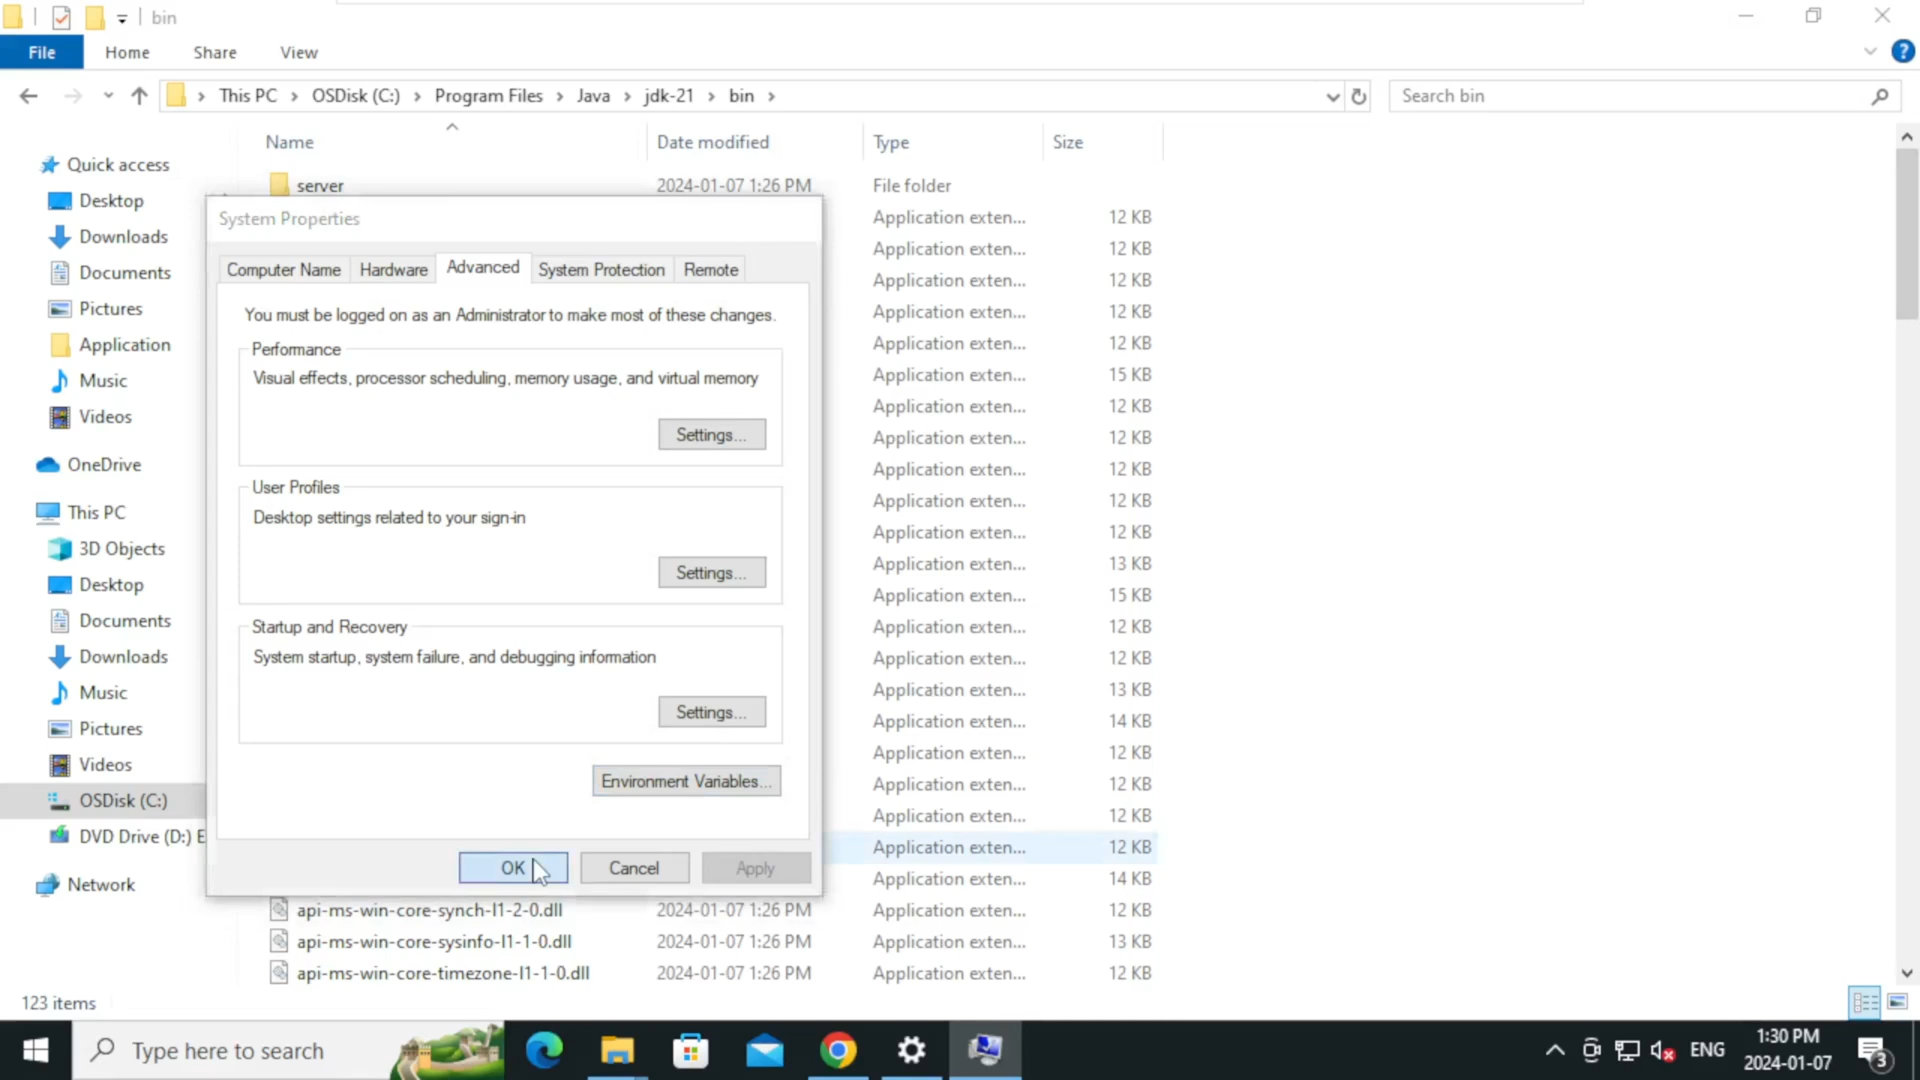 bin
File Home Share View
This PC OSDisk (C:) Program Files Java jdk-21 bin
Search bin
Name Date modified Type Size
Quick access
Desktop
Downloads
Documents
Pictures
Application
Music
Videos
OneDrive
This PC
3D Objects
Desktop
Documents
Downloads
Music
Pictures
Videos
OSDisk (C:)
DVD Drive (D:) E
Network
server 2024-01-07 1:26 PM File folder
System Properties
Computer Name Hardware Advanced System Protection Remote
You must be logged on as an Administrator to make most of these changes.
Performance
Visual effects, processor scheduling, memory usage, and virtual memory
Settings...
User Profiles
Desktop settings related to your sign-in
Settings...
Startup and Recovery
System startup, system failure, and debugging information
Settings...
Environment Variables...
OK Cancel Apply
Application exten... 12 KB
Application exten... 12 KB
Application exten... 12 KB
Application exten... 12 KB
Application exten... 12 KB
Application exten... 15 KB
Application exten... 12 KB
Application exten... 12 KB
Application exten... 12 KB
Application exten... 12 KB
Application exten... 12 KB
Application exten... 13 KB
Application exten... 15 KB
Application exten... 12 KB
Application exten... 12 KB
Application exten... 13 KB
Application exten... 14 KB
Application exten... 12 KB
Application exten... 12 KB
Application exten... 12 KB
Application exten... 12 KB
Application exten... 14 KB
api-ms-win-core-synch-l1-2-0.dll 2024-01-07 1:26 PM Application exten... 12 KB
api-ms-win-core-sysinfo-l1-1-0.dll 2024-01-07 1:26 PM Application exten... 13 KB
api-ms-win-core-timezone-l1-1-0.dll 2024-01-07 1:26 PM Application exten... 12 KB
123 items
Type here to search
ENG
1:30 PM
2024-01-07
3